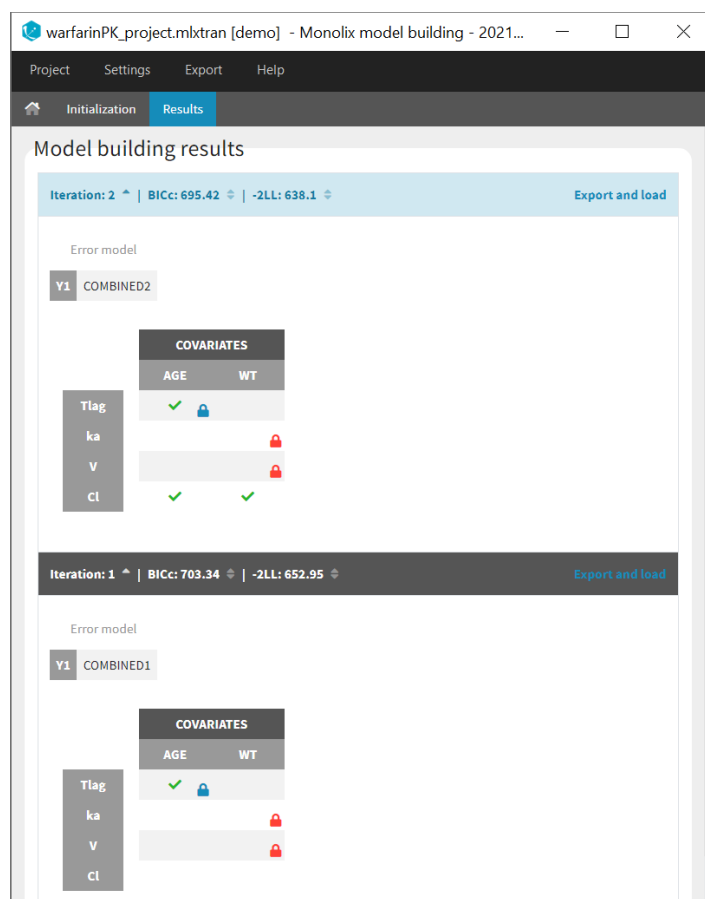 warfarinPK_project.mlxtran [demo]  - Monolix model building - 2021...
Project Settings Export Help
Initialization Results
Model building results
Iteration: 2 | BICc: 695.42 | -2LL: 638.1 Export and load
Error model
Y1 COMBINED2
COVARIATES
AGE WT
Tlag
ka
V
Cl
Iteration: 1 | BICc: 703.34 | -2LL: 652.95 Export and load
Error model
Y1 COMBINED1
COVARIATES
AGE WT
Tlag
ka
V
Cl